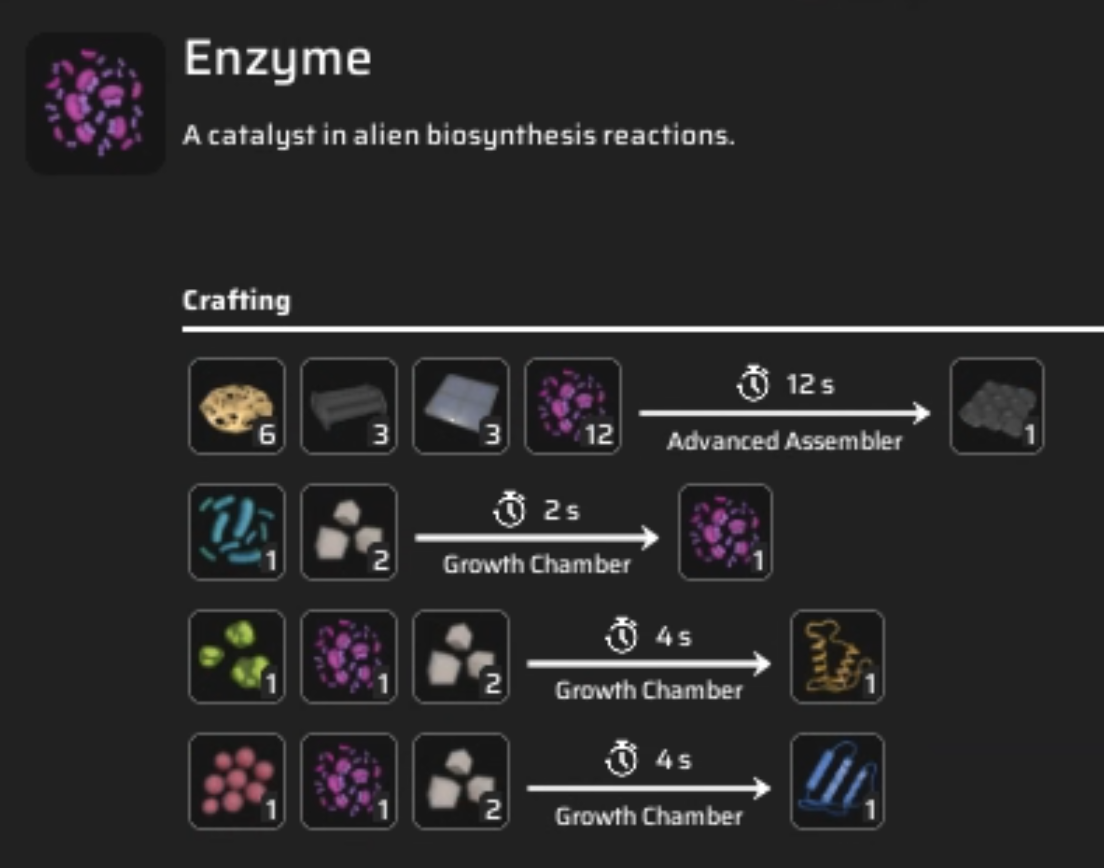 Enzyme
A catalyst in alien biosynthesis reactions.
Crafting
6 3 3 12 12 s 1
Advanced Assembler
1 2 2 s 1
Growth Chamber
1 1 2 4 s 1
Growth Chamber
1 1 2 4 s 1
Growth Chamber